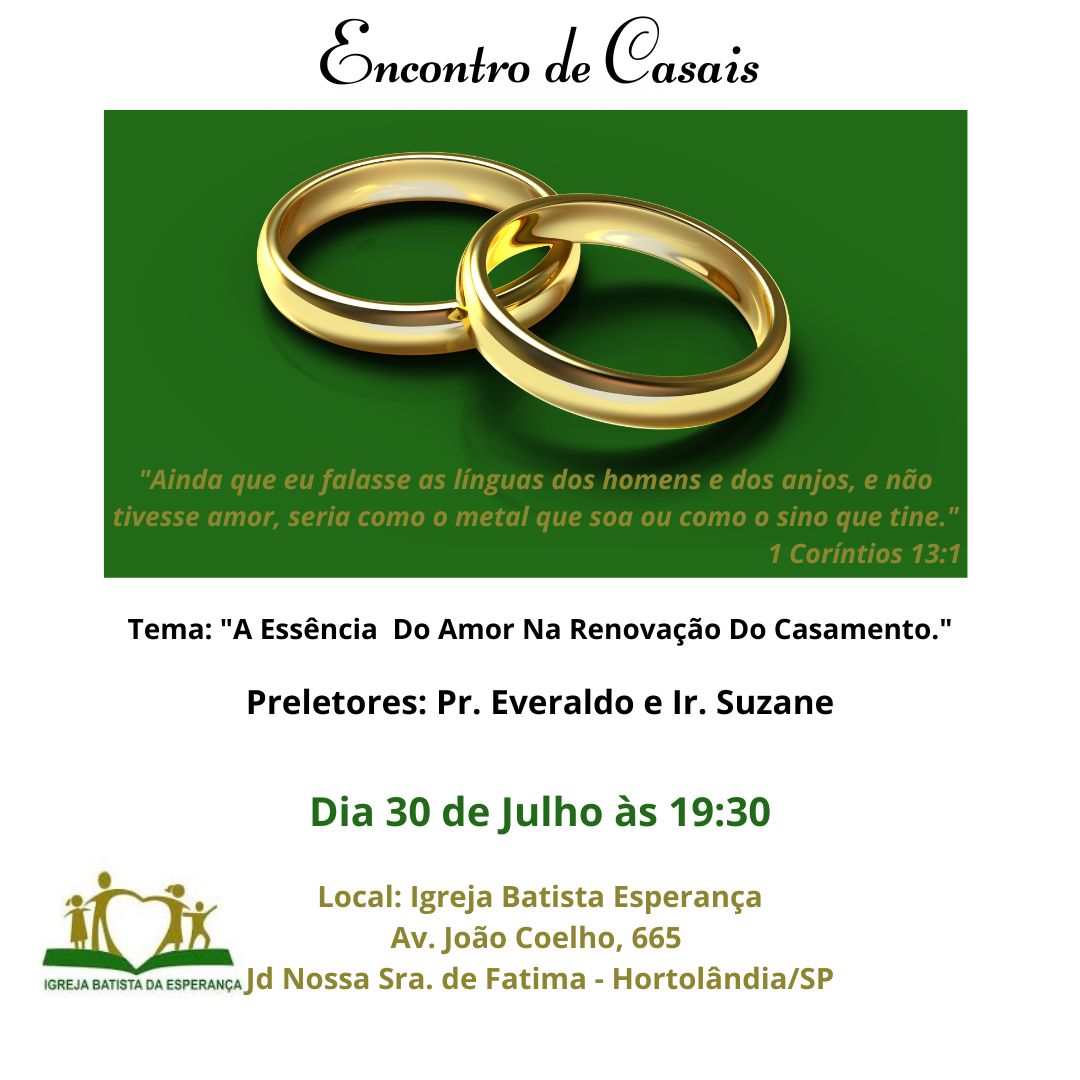 Encontro de Casais
"Ainda que eu falasse as línguas dos homens e dos anjos, e não
tivesse amor, seria como o metal que soa ou como o sino que tine."
1 Coríntios 13:1
Tema: "A Essência  Do Amor Na Renovação Do Casamento."
Preletores: Pr. Everaldo e Ir. Suzane
Dia 30 de Julho às 19:30
Local: Igreja Batista Esperança
Av. João Coelho, 665
Jd Nossa Sra. de Fatima - Hortolândia/SP
IGREJA BATISTA DA ESPERANÇA